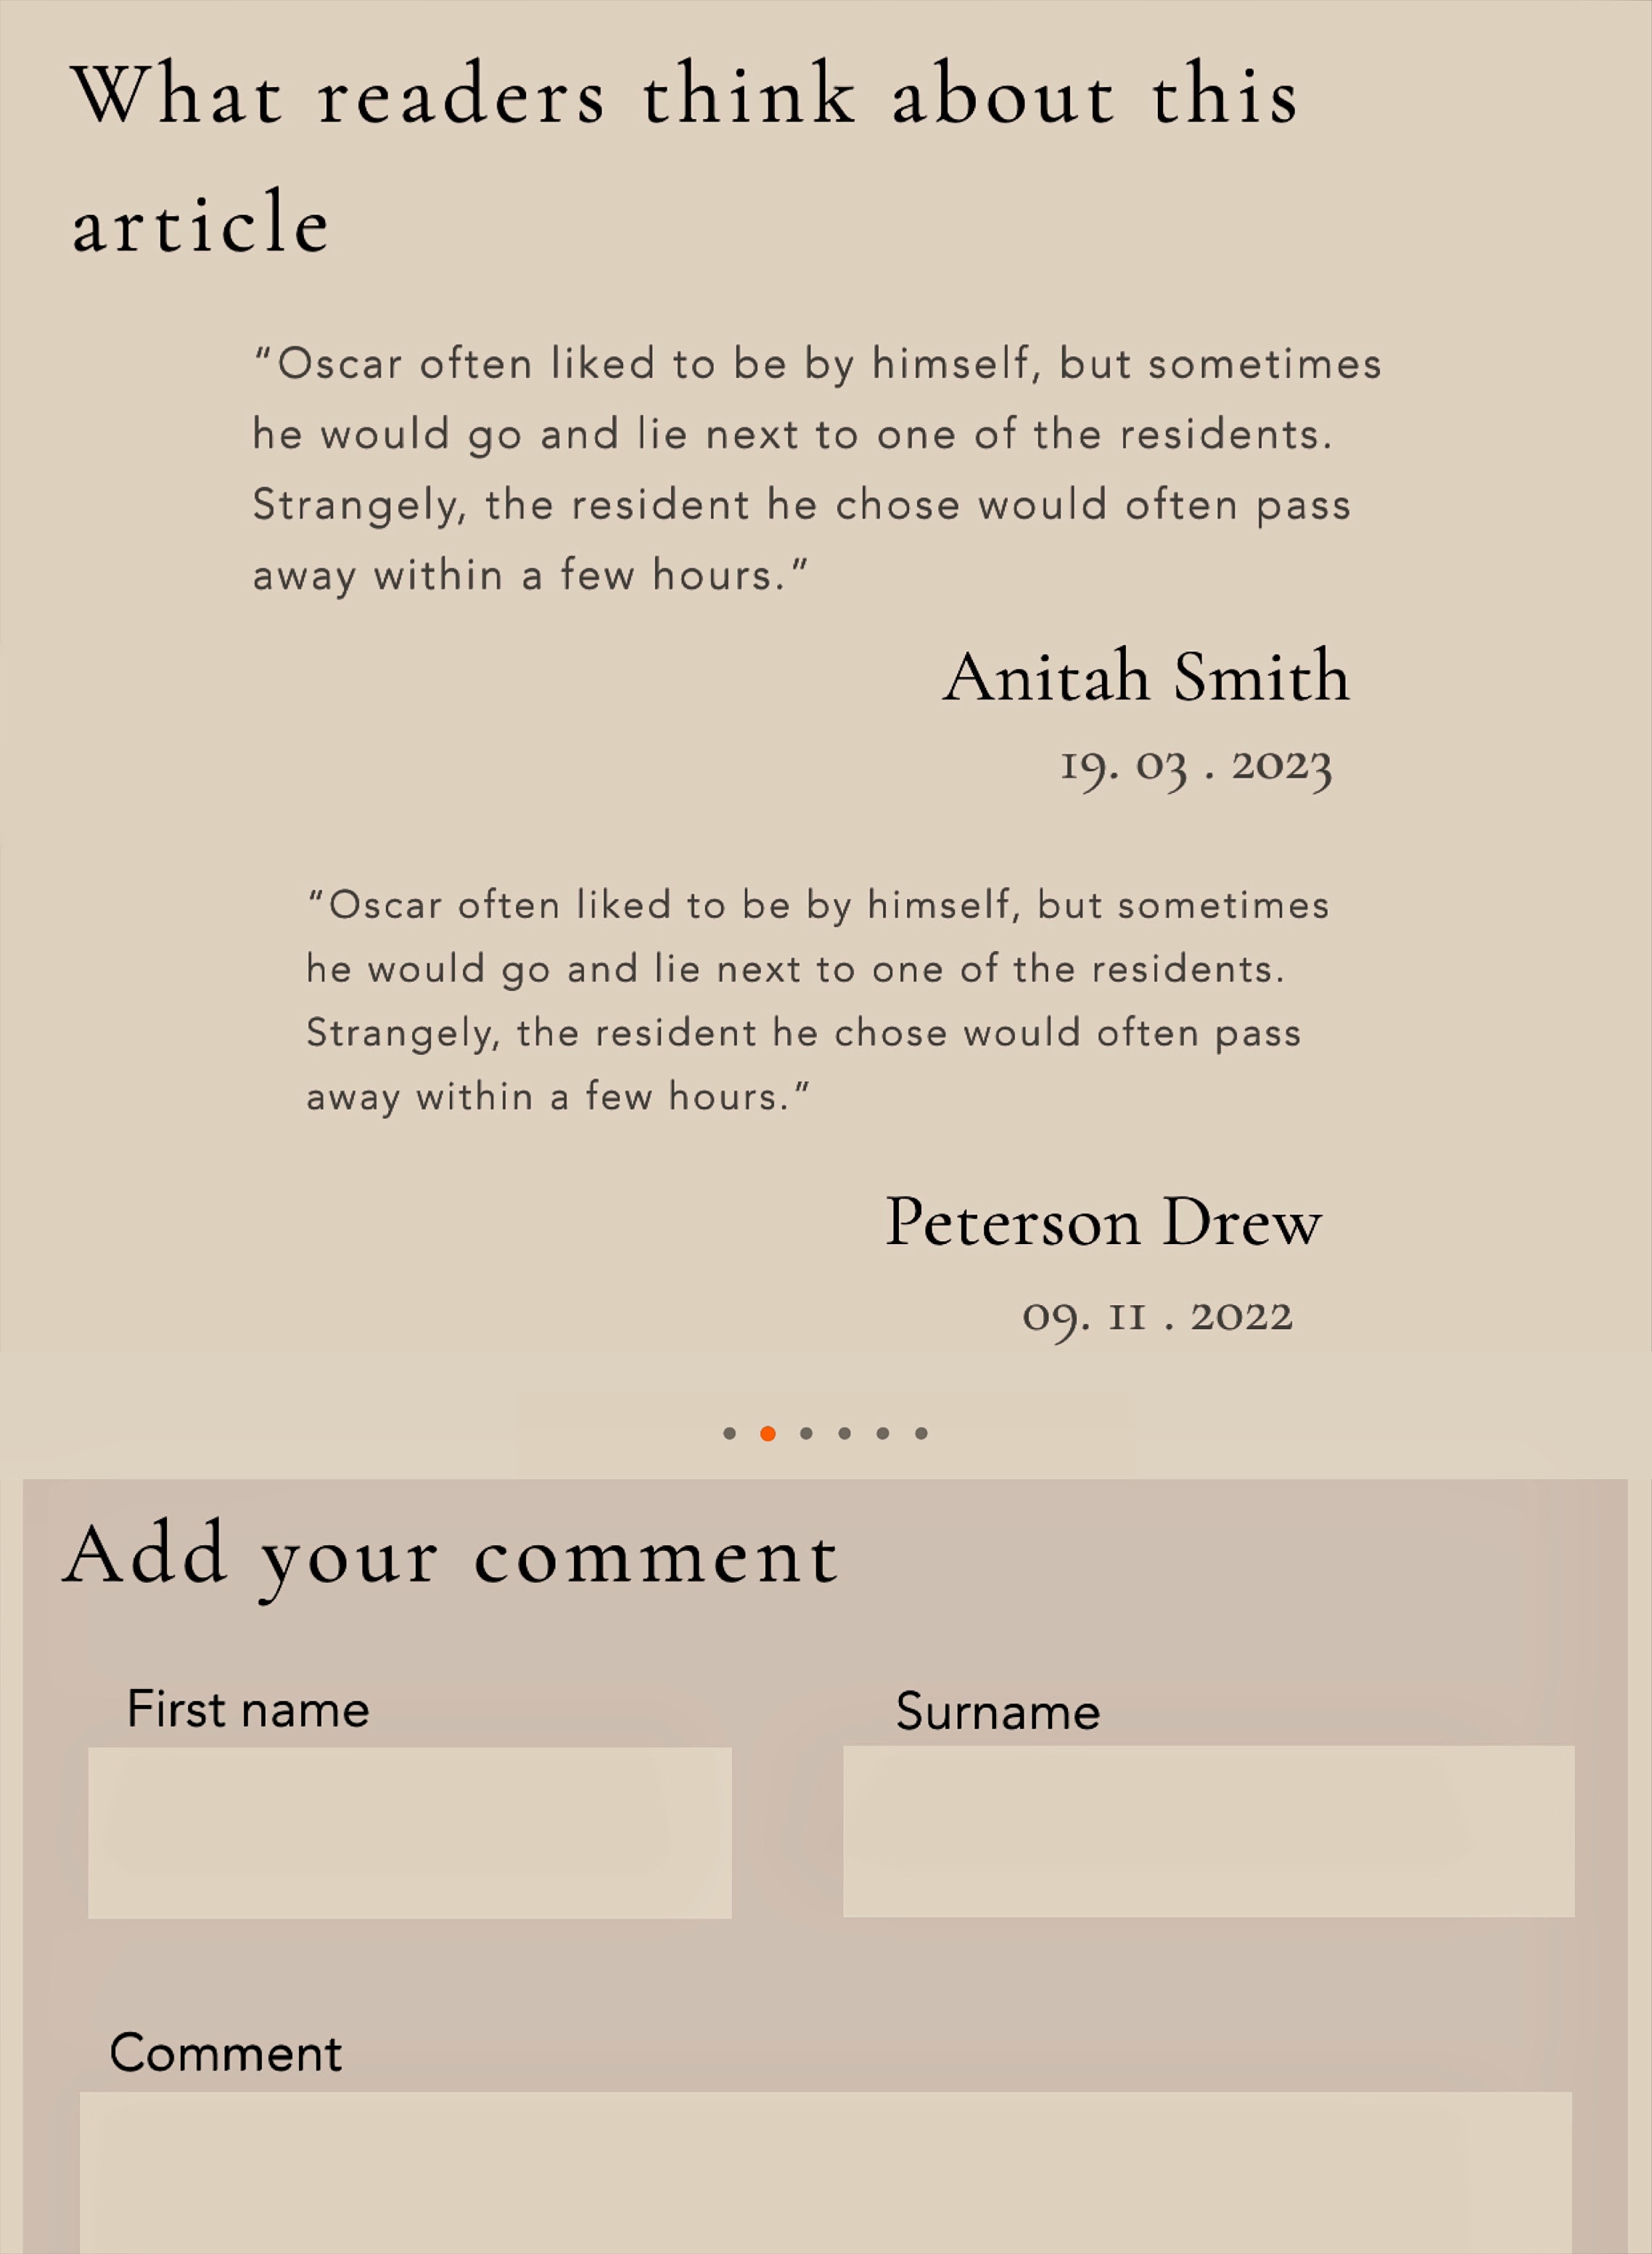 What readers think about this
article
“Oscar often liked to be by himself, but sometimes
he would go and lie next to one of the residents.
Strangely, the resident he chose would often pass
away within a few hours.”
Anitah Smith
19. 03 . 2023
“Oscar often liked to be by himself, but sometimes
he would go and lie next to one of the residents.
Strangely, the resident he chose would often pass
away within a few hours.”
Peterson Drew
09. 11 . 2022
Add your comment
First name
Surname
Comment